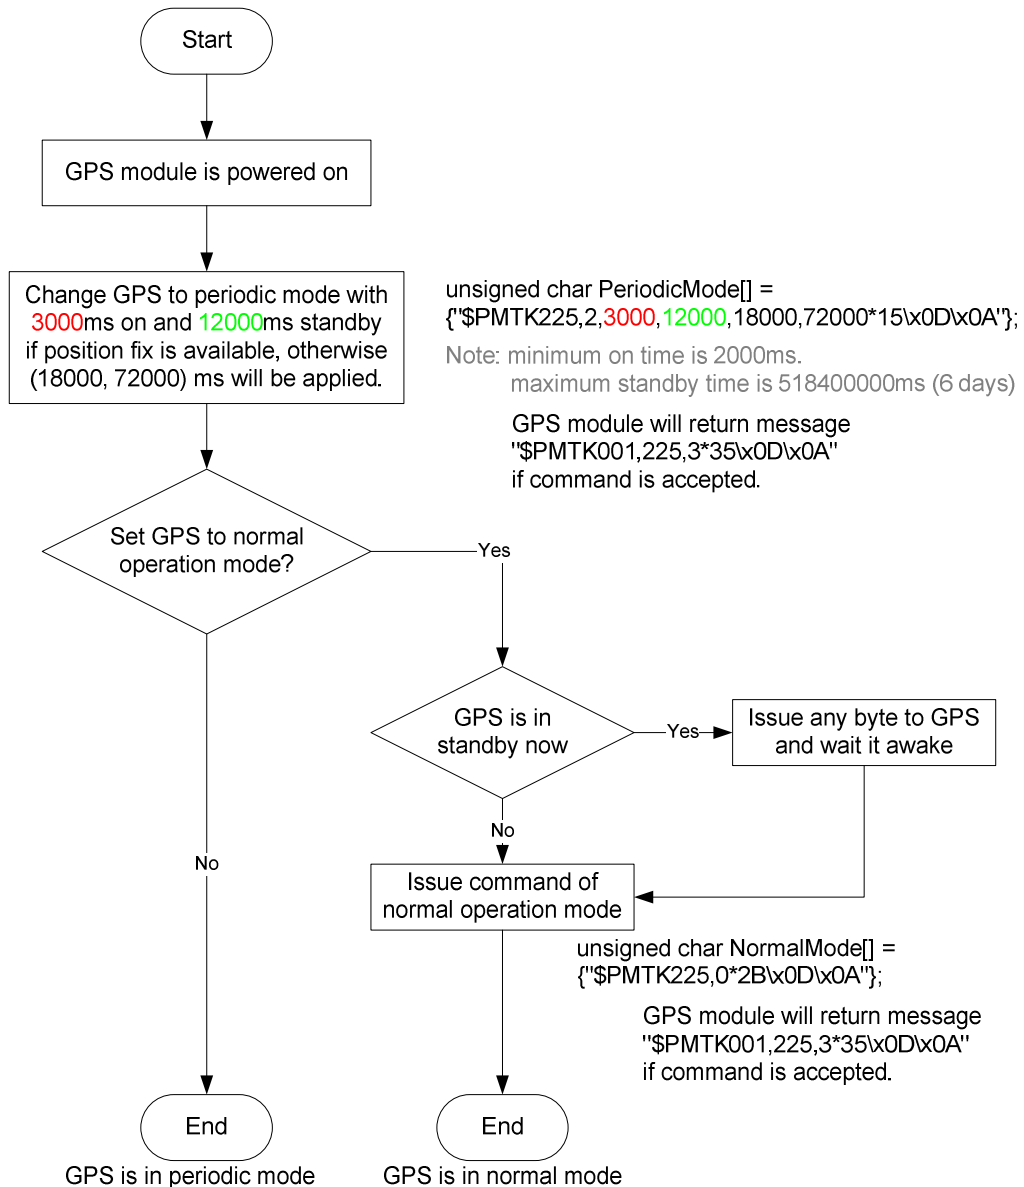 Start
GPS module is powered on
Change GPS to periodic mode with
3000ms on and 12000ms standby
if position fix is available, otherwise
(18000, 72000) ms will be applied.
unsigned char PeriodicMode[] =
{"$PMTK225,2,3000,12000,18000,72000*15\x0D\x0A"};
Note: minimum on time is 2000ms.
maximum standby time is 518400000ms (6 days)
GPS module will return message
"$PMTK001,225,3*35\x0D\x0A"
if command is accepted.
Set GPS to normal
operation mode?
Yes
GPS is in
standby now
Yes
Issue any byte to GPS
and wait it awake
No
No
Issue command of
normal operation mode
unsigned char NormalMode[] =
{"$PMTK225,0*2B\x0D\x0A"};
GPS module will return message
"$PMTK001,225,3*35\x0D\x0A"
if command is accepted.
End
GPS is in periodic mode
End
GPS is in normal mode